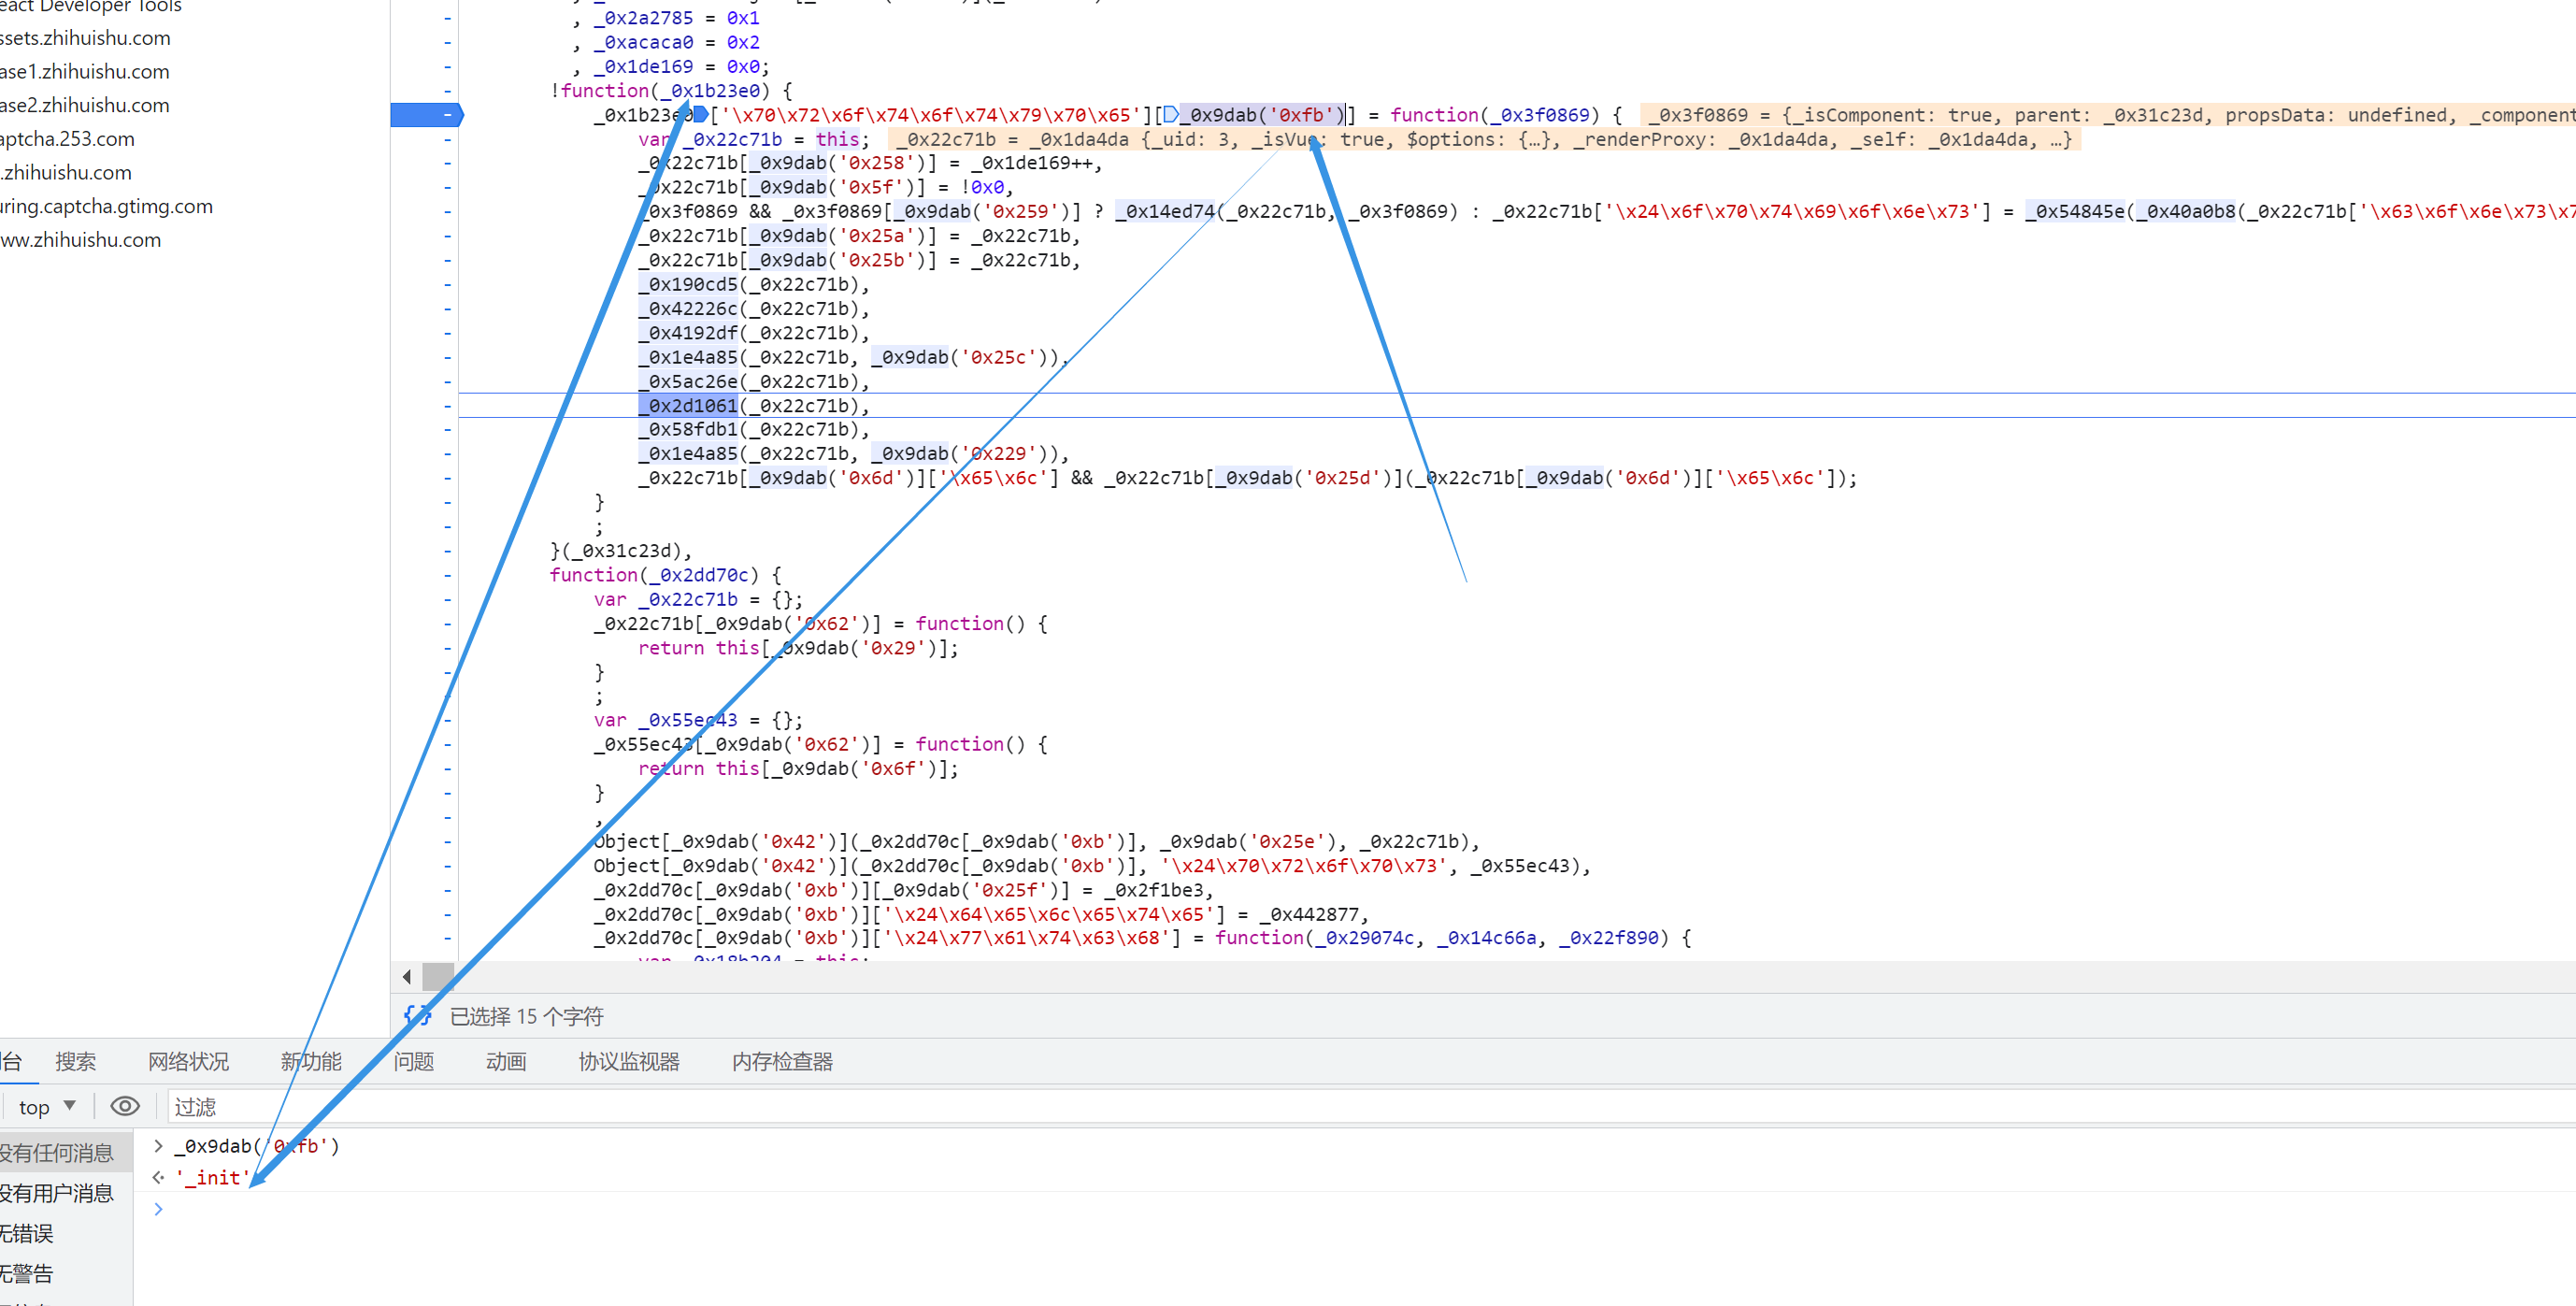 eact Developer Tools
ssets.zhihuishu.com
ase1.zhihuishu.com
ase2.zhihuishu.com
aptcha.253.com
.zhihuishu.com
uring.captcha.gtimg.com
ww.zhihuishu.com
, _0x2a2785 = 0x1
, _0xacaca0 = 0x2
, _0x1de169 = 0x0;
!function(_0x1b23e0) {
_0x1b23e0['\x70\x72\x6f\x74\x6f\x74\x79\x70\x65'][_0x9dab('0xfb')] = function(_0x3f0869) { _0x3f0869 = {_isComponent: true, parent: _0x31c23d, propsData: undefined, _component
var _0x22c71b = this; _0x22c71b = _0x1da4da {_uid: 3, _isVue: true, $options: {…}, _renderProxy: _0x1da4da, _self: _0x1da4da, …}
_0x22c71b[_0x9dab('0x258')] = _0x1de169++,
_0x22c71b[_0x9dab('0x5f')] = !0x0,
_0x3f0869 && _0x3f0869[_0x9dab('0x259')] ? _0x14ed74(_0x22c71b, _0x3f0869) : _0x22c71b['\x24\x6f\x70\x74\x69\x6f\x6e\x73'] = _0x54845e(_0x40a0b8(_0x22c71b['\x63\x6f\x6e\x73\x7
_0x22c71b[_0x9dab('0x25a')] = _0x22c71b,
_0x22c71b[_0x9dab('0x25b')] = _0x22c71b,
_0x190cd5(_0x22c71b),
_0x42226c(_0x22c71b),
_0x4192df(_0x22c71b),
_0x1e4a85(_0x22c71b, _0x9dab('0x25c')),
_0x5ac26e(_0x22c71b),
_0x2d1061(_0x22c71b),
_0x58fdb1(_0x22c71b),
_0x1e4a85(_0x22c71b, _0x9dab('0x229')),
_0x22c71b[_0x9dab('0x6d')]['\x65\x6c'] && _0x22c71b[_0x9dab('0x25d')](_0x22c71b[_0x9dab('0x6d')]['\x65\x6c']);
}
;
}(_0x31c23d),
function(_0x2dd70c) {
var _0x22c71b = {};
_0x22c71b[_0x9dab('0x62')] = function() {
return this[_0x9dab('0x29')];
}
;
var _0x55ec43 = {};
_0x55ec43[_0x9dab('0x62')] = function() {
return this[_0x9dab('0x6f')];
}
,
Object[_0x9dab('0x42')](_0x2dd70c[_0x9dab('0xb')], _0x9dab('0x25e'), _0x22c71b),
Object[_0x9dab('0x42')](_0x2dd70c[_0x9dab('0xb')], '\x24\x70\x72\x6f\x70\x73', _0x55ec43),
_0x2dd70c[_0x9dab('0xb')][_0x9dab('0x25f')] = _0x2f1be3,
_0x2dd70c[_0x9dab('0xb')]['\x24\x64\x65\x6c\x65\x74\x65'] = _0x442877,
_0x2dd70c[_0x9dab('0xb')]['\x24\x77\x61\x74\x63\x68'] = function(_0x29074c, _0x14c66a, _0x22f890) {
{} 已选择 15 个字符
台 搜索 网络状况 新功能 问题 动画 协议监视器 内存检查器
top 过滤
没有任何消息
没有用户消息
无错误
无警告
> _0x9dab('0xfb')
'_init'
>